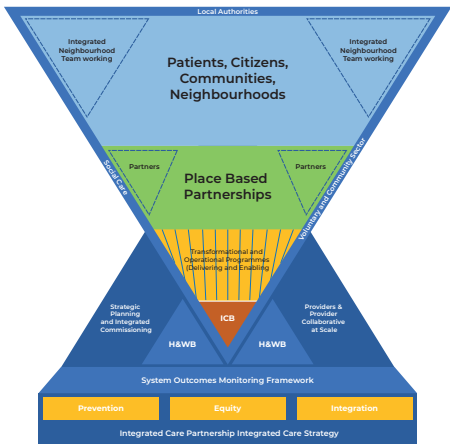 Local Authorities
Integrated
Neighbourhood
Team working
Patients, Citizens,
Communities,
Neighbourhoods
Integrated
Neighbourhood
Team working
Social Care
Partners
Place Based
Partnerships
Partners
Voluntary and Community Sector
Transformational and
Operational Programmes
(Delivering and Enabling
Strategic
Planning
and Integrated
Commissioning
ICB
Providers &
Provider
Collaborative
at Scale
H&WB
H&WB
System Outcomes Monitoring Framework
Prevention
Equity
Integration
Integrated Care Partnership Integrated Care Strategy